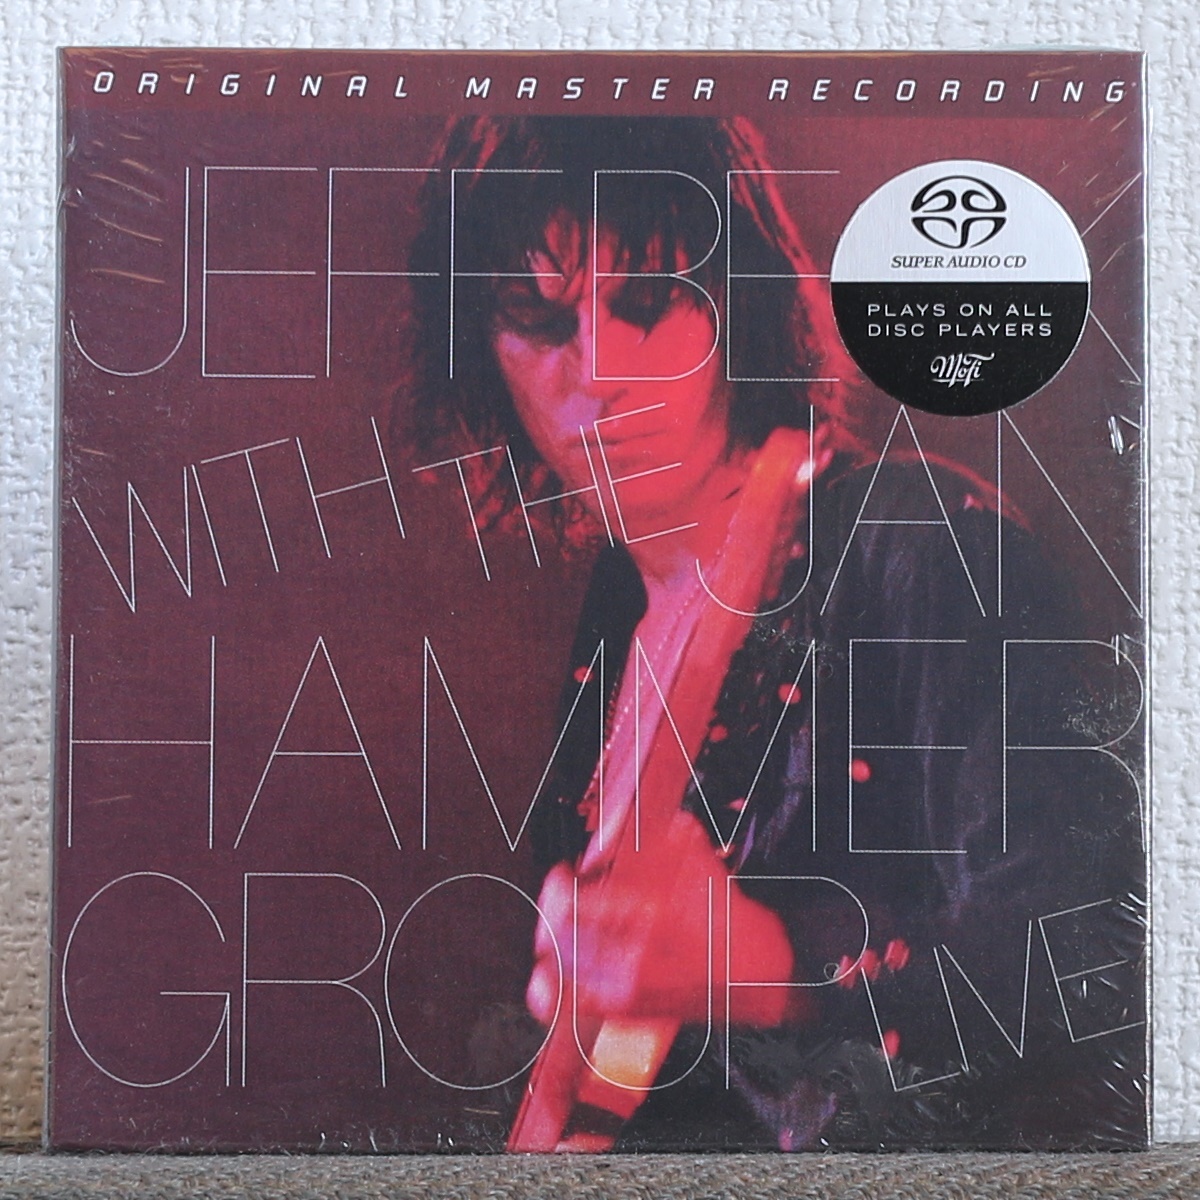 ORIGINAL MASTER RECORDING
JEFF BECK
SUPER AUDIO CD
PLAYS ON ALL
DISC PLAYERS
MoFi
WITH THE JAN
HAMMER
GROUP LIVE